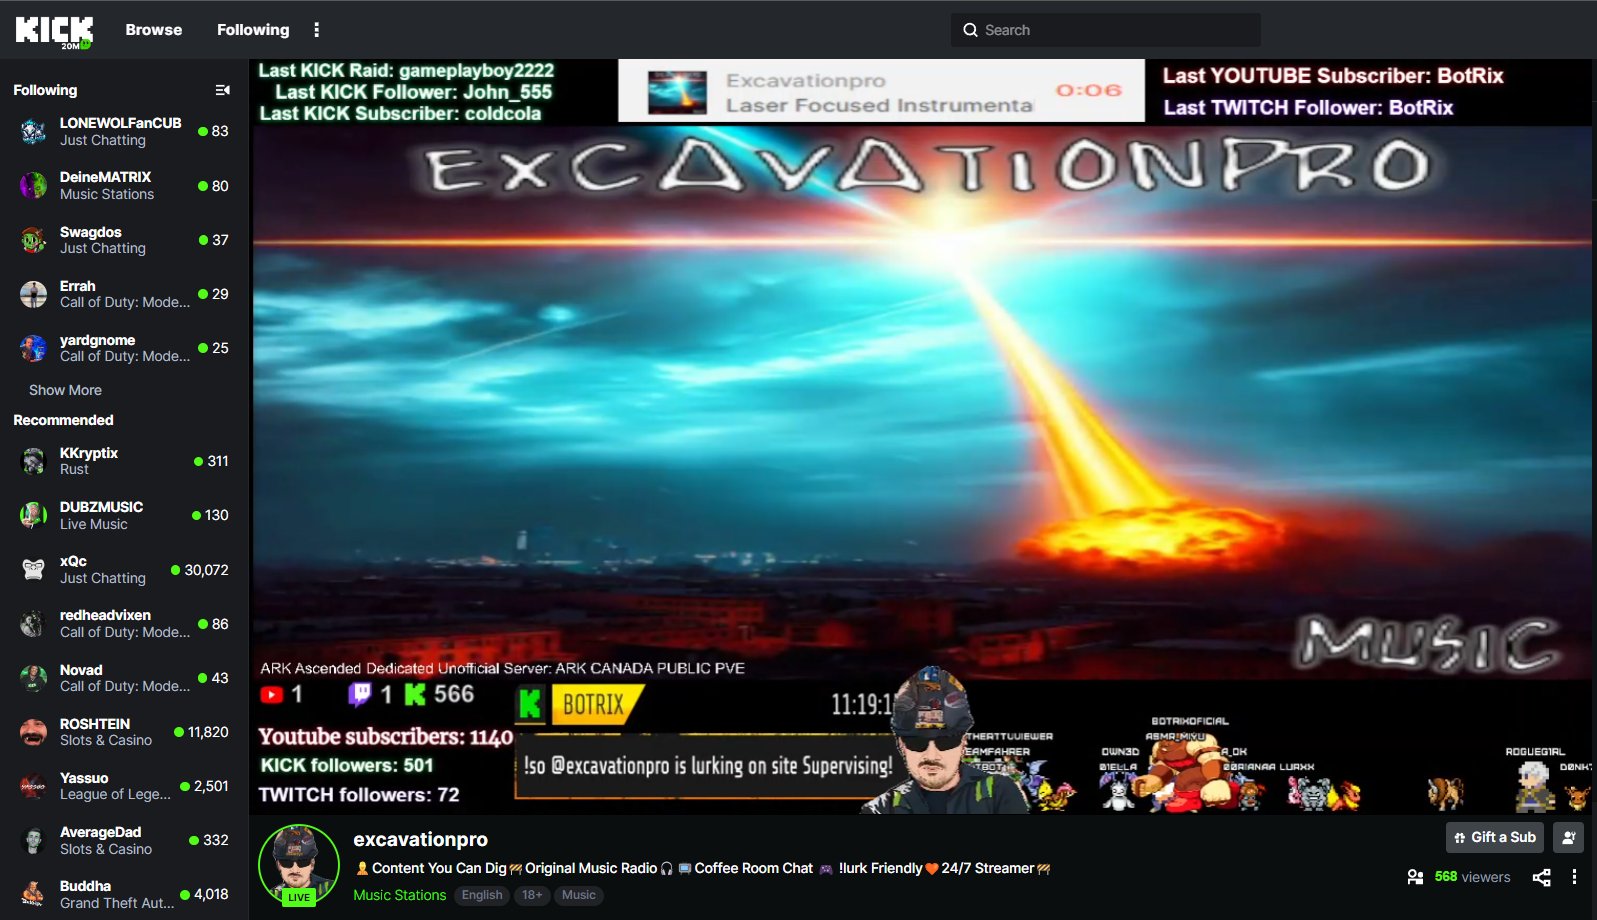 KICK
20M
Browse
Following
Search
Following
LONEWOLFanCUB
Just Chatting
83
DeineMATRIX
Music Stations
80
Swagdos
Just Chatting
37
Errah
Call of Duty: Mode...
29
yardgnome
Call of Duty: Mode...
25
Show More
Recommended
KKryptix
Rust
311
DUBZMUSIC
Live Music
130
xQc
Just Chatting
30,072
redheadvixen
Call of Duty: Mode...
86
Novad
Call of Duty: Mode...
43
ROSHTEIN
Slots & Casino
11,820
Yassuo
League of Lege...
2,501
AverageDad
Slots & Casino
332
Buddha
Grand Theft Aut...
4,018
Last KICK Raid: gameplayboy2222
Last KICK Follower: John_555
Last KICK Subscriber: coldcola
Excavationpro
Laser Focused Instrumenta
0:06
Last YOUTUBE Subscriber: BotRix
Last TWITCH Follower: BotRix
EXCAVATIONPRO
MUSIC
ARK Ascended Dedicated Unofficial Server: ARK CANADA PUBLIC PVE
1 1 K 566
K BOTRIX
11:19:1
Youtube subscribers: 1140
KICK followers: 501
TWITCH followers: 72
!so @excavationpro is lurking on site Supervising!
THERTTVVIEWER
EAMFAHRER
BOTRIXOFICIAL
ASMR_MIYU
OWN3D
ROGUEG1RL
LIVE
excavationpro
Content You Can Dig Original Music Radio Coffee Room Chat !lurk Friendly 24/7 Streamer
Music Stations English 18+ Music
Gift a Sub
568 viewers